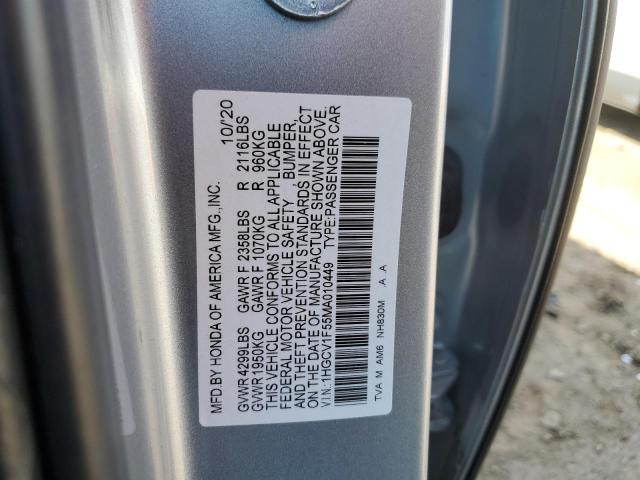 MFD.BY HONDA OF AMERICA MFG.,INC. 10/20
GVWR 4299LBS GAWR F 2358LBS R 2116LBS
GVWR 1950KG GAWR F 1070KG R 960KG
THIS VEHICLE CONFORMS TO ALL APPLICABLE
FEDERAL MOTOR VEHICLE SAFETY , BUMPER,
AND THEFT PREVENTION STANDARDS IN EFFECT
ON THE DATE OF MANUFACTURE SHOWN ABOVE.
V.I.N.:1HGCV1F55MA010449 TYPE:PASSENGER CAR
TVA M AM6 NH830M A A